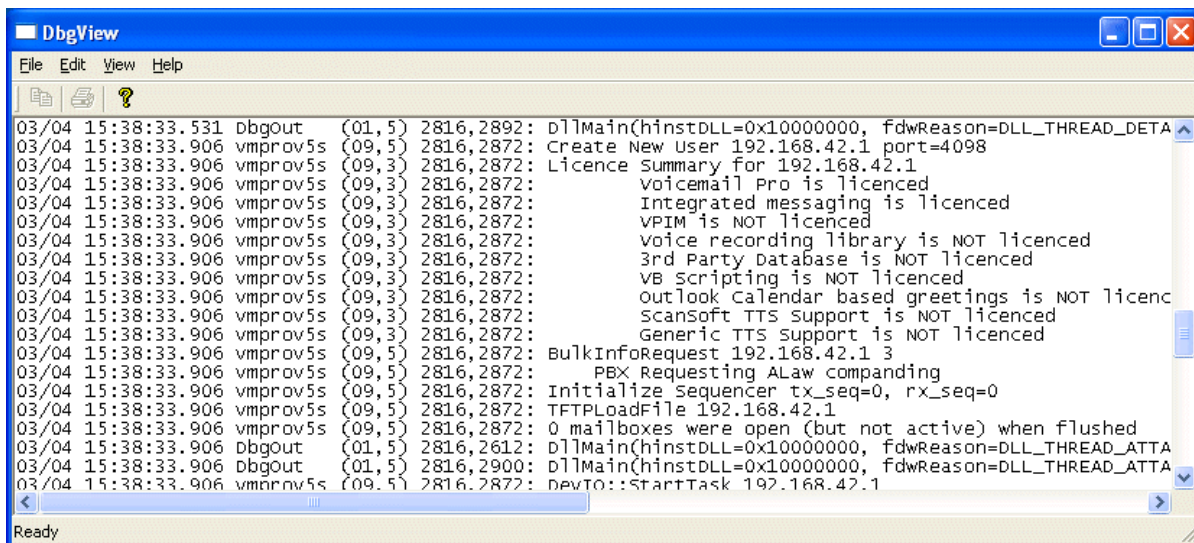 DbgView
File Edit View Help
03/04 15:38:33.531 DbgOut (01,5) 2816,2892: DllMain(hinstDLL=0x10000000, fdwReason=DLL_THREAD_DETA
03/04 15:38:33.906 vmprov5s (09,5) 2816,2872: Create New User 192.168.42.1 port=4098
03/04 15:38:33.906 vmprov5s (09,3) 2816,2872: Licence Summary for 192.168.42.1
03/04 15:38:33.906 vmprov5s (09,3) 2816,2872: Voicemail Pro is licenced
03/04 15:38:33.906 vmprov5s (09,3) 2816,2872: Integrated messaging is licenced
03/04 15:38:33.906 vmprov5s (09,3) 2816,2872: VPIM is NOT licenced
03/04 15:38:33.906 vmprov5s (09,3) 2816,2872: Voice recording library is NOT licenced
03/04 15:38:33.906 vmprov5s (09,3) 2816,2872: 3rd Party Database is NOT licenced
03/04 15:38:33.906 vmprov5s (09,3) 2816,2872: VB Scripting is NOT licenced
03/04 15:38:33.906 vmprov5s (09,3) 2816,2872: Outlook Calendar based greetings is NOT licenc
03/04 15:38:33.906 vmprov5s (09,3) 2816,2872: ScanSoft TTS Support is NOT licenced
03/04 15:38:33.906 vmprov5s (09,3) 2816,2872: Generic TTS Support is NOT licenced
03/04 15:38:33.906 vmprov5s (09,5) 2816,2872: BulkInfoRequest 192.168.42.1 3
03/04 15:38:33.906 vmprov5s (09,5) 2816,2872: PBX Requesting ALaw companding
03/04 15:38:33.906 vmprov5s (09,5) 2816,2872: Initialize Sequencer tx_seq=0, rx_seq=0
03/04 15:38:33.906 vmprov5s (09,5) 2816,2872: TFTPLoadFile 192.168.42.1
03/04 15:38:33.906 vmprov5s (09,5) 2816,2872: 0 mailboxes were open (but not active) when flushed
03/04 15:38:33.906 DbgOut (01,5) 2816,2612: DllMain(hinstDLL=0x10000000, fdwReason=DLL_THREAD_ATTA
03/04 15:38:33.906 DbgOut (01,5) 2816,2900: DllMain(hinstDLL=0x10000000, fdwReason=DLL_THREAD_ATTA
03/04 15:38:33.906 vmprov5s (09,5) 2816,2872: DevIO::StartTask 192.168.42.1
Ready